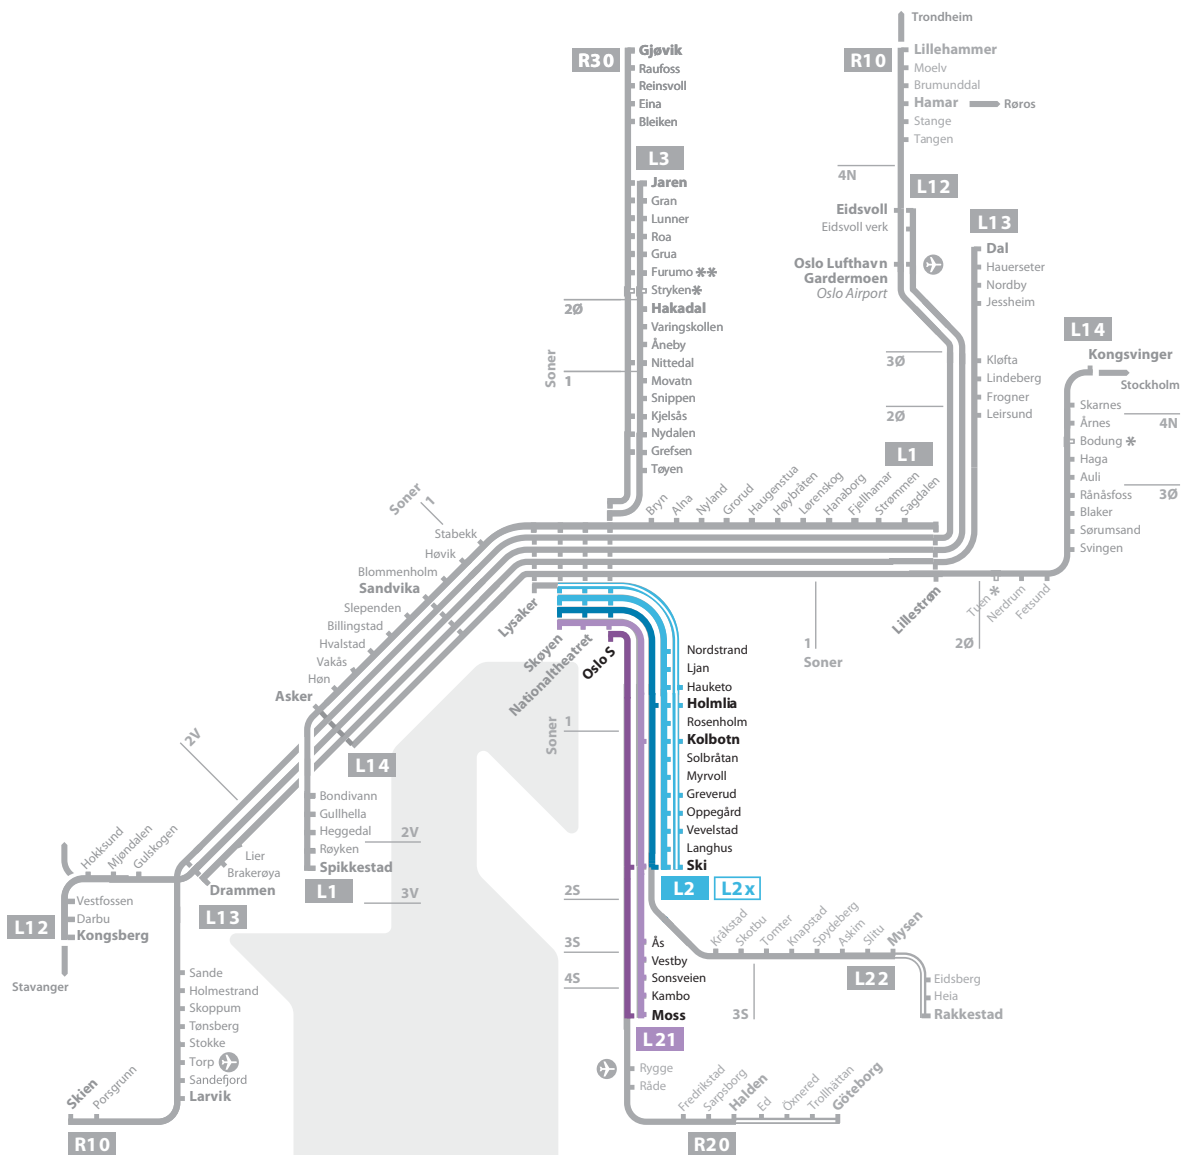 Trondheim
R30
Gjøvik
Raufoss
Reinsvoll
Eina
Bleiken
R10
Lillehammer
Moelv
Brumunddal
Hamar
Røros
Stange
Tangen
L3
Jaren
Gran
Lunner
Roa
Grua
Furumo **
Stryken*
2Ø
Hakadal
Varingskollen
Åneby
Nittedal
Soner
1
Movatn
Snippen
Kjelsås
Nydalen
Grefsen
Tøyen
4N
L12
Eidsvoll
Eidsvoll verk
Oslo Lufthavn
Gardermoen
Oslo Airport
L13
Dal
Hauerseter
Nordby
Jessheim
3Ø
Kløfta
Lindeberg
Frogner
2Ø
Leirsund
L14
Kongsvinger
Stockholm
Skarnes
4N
Årnes
Bodung *
Haga
Auli
3Ø
Rånåsfoss
Blaker
Sørumsand
Svingen
L1
Bryn
Alna
Nyland
Grorud
Haugenstua
Høybråten
Lørenskog
Hanaborg
Fjellhamar
Strømmen
Sagdalen
Lillestrøm
Tuen *
Nerdrum
Fetsund
1
Soner
2Ø
Soner
1
Stabekk
Høvik
Blommenholm
Sandvika
Slependen
Billingstad
Hvalstad
Vakås
Høn
Asker
Lysaker
Skøyen
Nationaltheatret
Oslo S
Nordstrand
Ljan
Hauketo
Holmlia
Rosenholm
Kolbotn
Solbråtan
Myrvoll
Greverud
Oppegård
Vevelstad
Langhus
Ski
Soner
1
L2
L2x
2V
L14
Bondivann
Gullhella
Heggedal
2V
Røyken
Spikkestad
L1
3V
Hokksund
Mjøndalen
Gulskogen
Lier
Brakerøya
Drammen
L13
L12
Vestfossen
Darbu
Kongsberg
Stavanger
Sande
Holmestrand
Skoppum
Tønsberg
Stokke
Torp
Sandefjord
Larvik
Skien
Porsgrunn
R10
2S
3S
4S
Ås
Vestby
Sonsveien
Kambo
Moss
L21
Kråkstad
Skotbu
Tomter
Knapstad
Spydeberg
Askim
Slitu
Mysen
3S
L22
Eidsberg
Heia
Rakkestad
Rygge
Råde
Fredrikstad
Sarpsborg
Halden
Ed
Öxnered
Trollhättan
Göteborg
R20